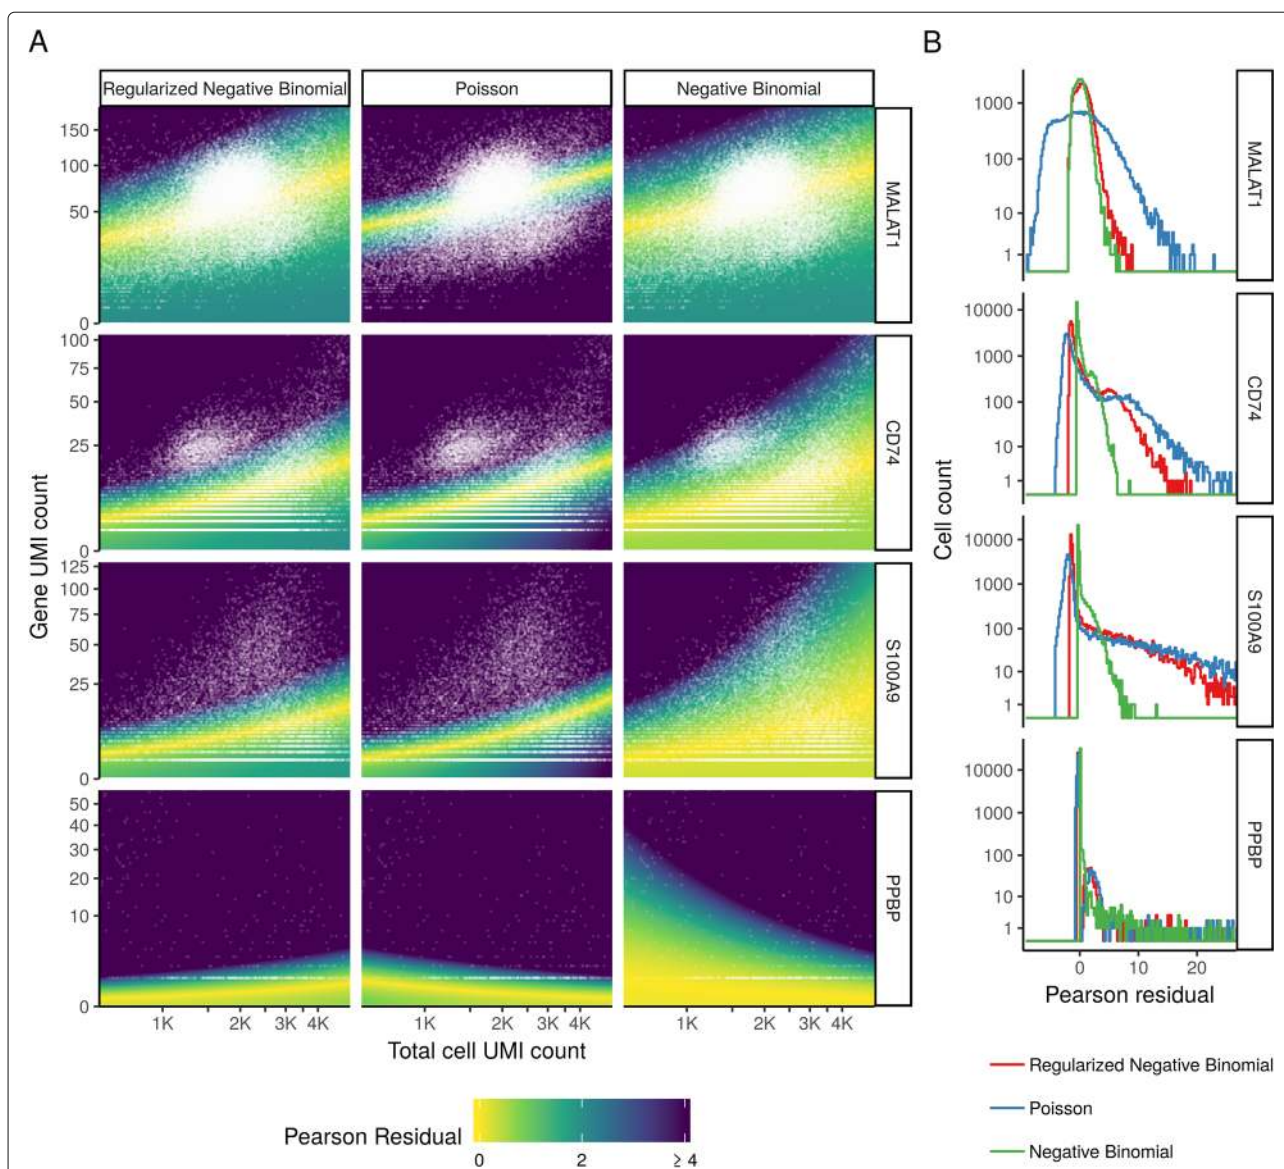 A
Regularized Negative Binomial
Poisson
Negative Binomial
150
100
50
0
MALAT1
100
75
50
25
0
CD74
125
100
75
50
25
0
S100A9
50
40
30
20
10
0
PPBP
Gene UMI count
1K 2K 3K 4K
1K 2K 3K 4K
1K 2K 3K 4K
Total cell UMI count
Pearson Residual
0 2 ≥ 4
B
1000
100
10
1
MALAT1
10000
1000
100
10
1
CD74
10000
1000
100
10
1
S100A9
10000
1000
100
10
1
PPBP
Cell count
0 10 20
Pearson residual
Regularized Negative Binomial
Poisson
Negative Binomial